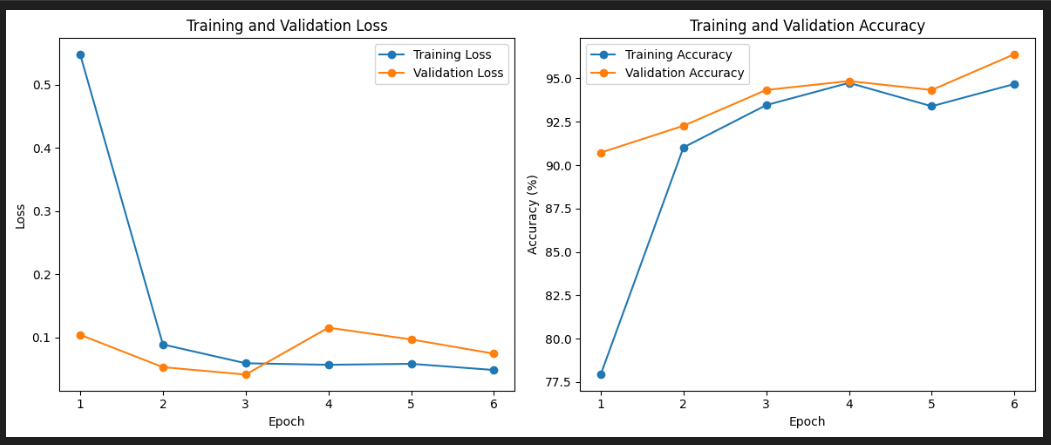 Training and Validation Loss
Training Loss
Validation Loss
0.5
0.4
0.3
0.2
0.1
Loss
1 2 3 4 5 6
Epoch
Training and Validation Accuracy
Training Accuracy
Validation Accuracy
95.0
92.5
90.0
87.5
85.0
82.5
80.0
77.5
Accuracy (%)
1 2 3 4 5 6
Epoch